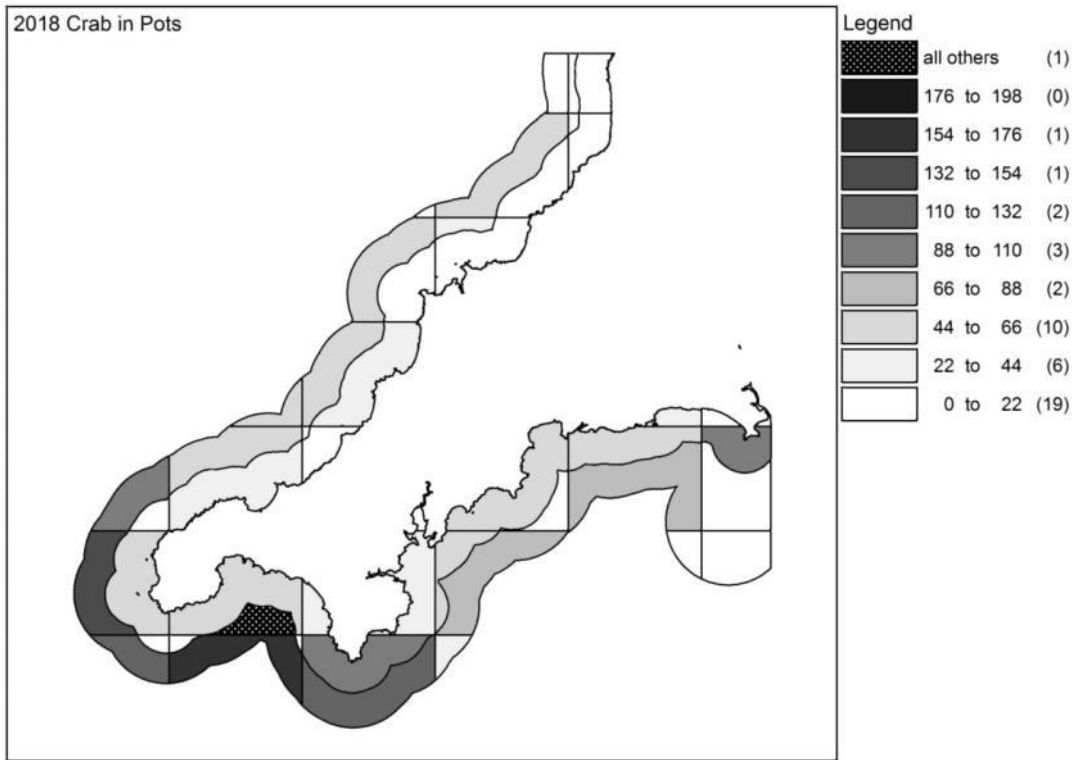 2018 Crab in Pots
Legend
all others (1)
176 to 198 (0)
154 to 176 (1)
132 to 154 (1)
110 to 132 (2)
88 to 110 (3)
66 to 88 (2)
44 to 66 (10)
22 to 44 (6)
0 to 22 (19)